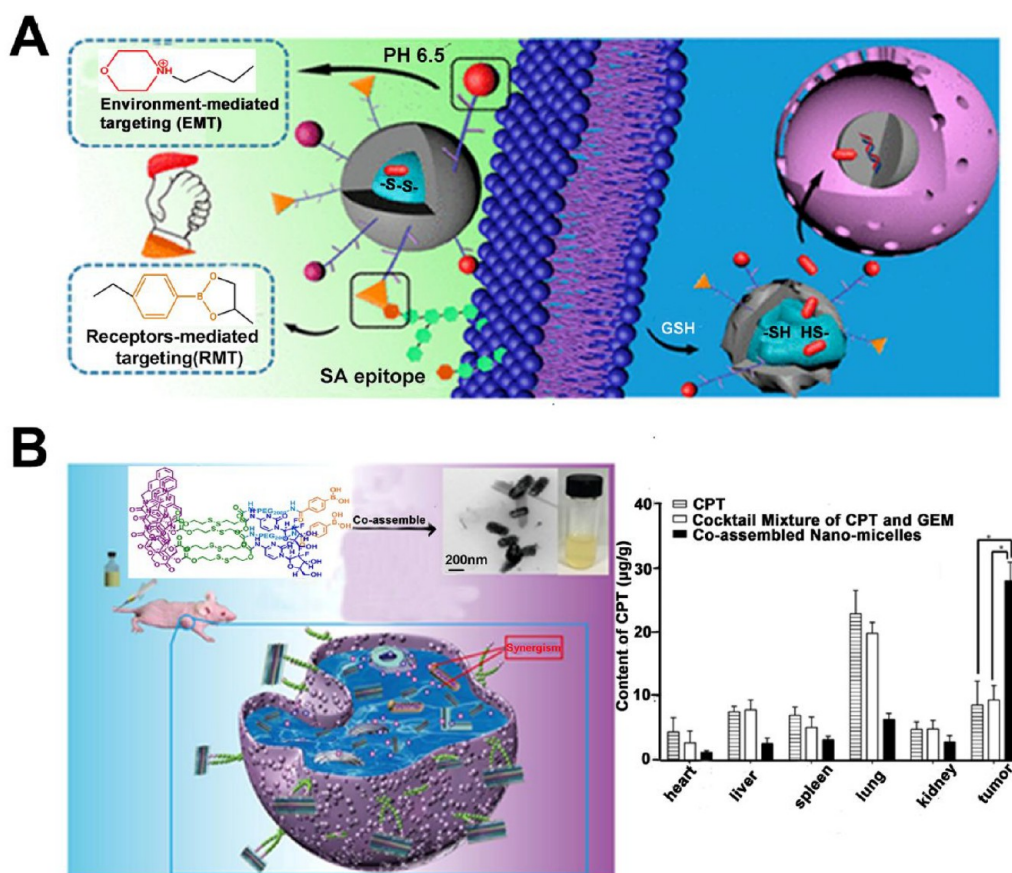 A
O
NH
+
PH 6.5
Environment-mediated
targeting (EMT)
-S-S-
O
B
O
Receptors-mediated
targeting(RMT)
SA epitope
GSH
-SH HS-
B
Co-assemble
200nm
Synergism
CPT
Cocktail Mixture of CPT and GEM
Co-assembled Nano-micelles
Content of CPT (µg/g)
40
30
20
10
0
*
*
heart
liver
spleen
lung
kidney
tumor